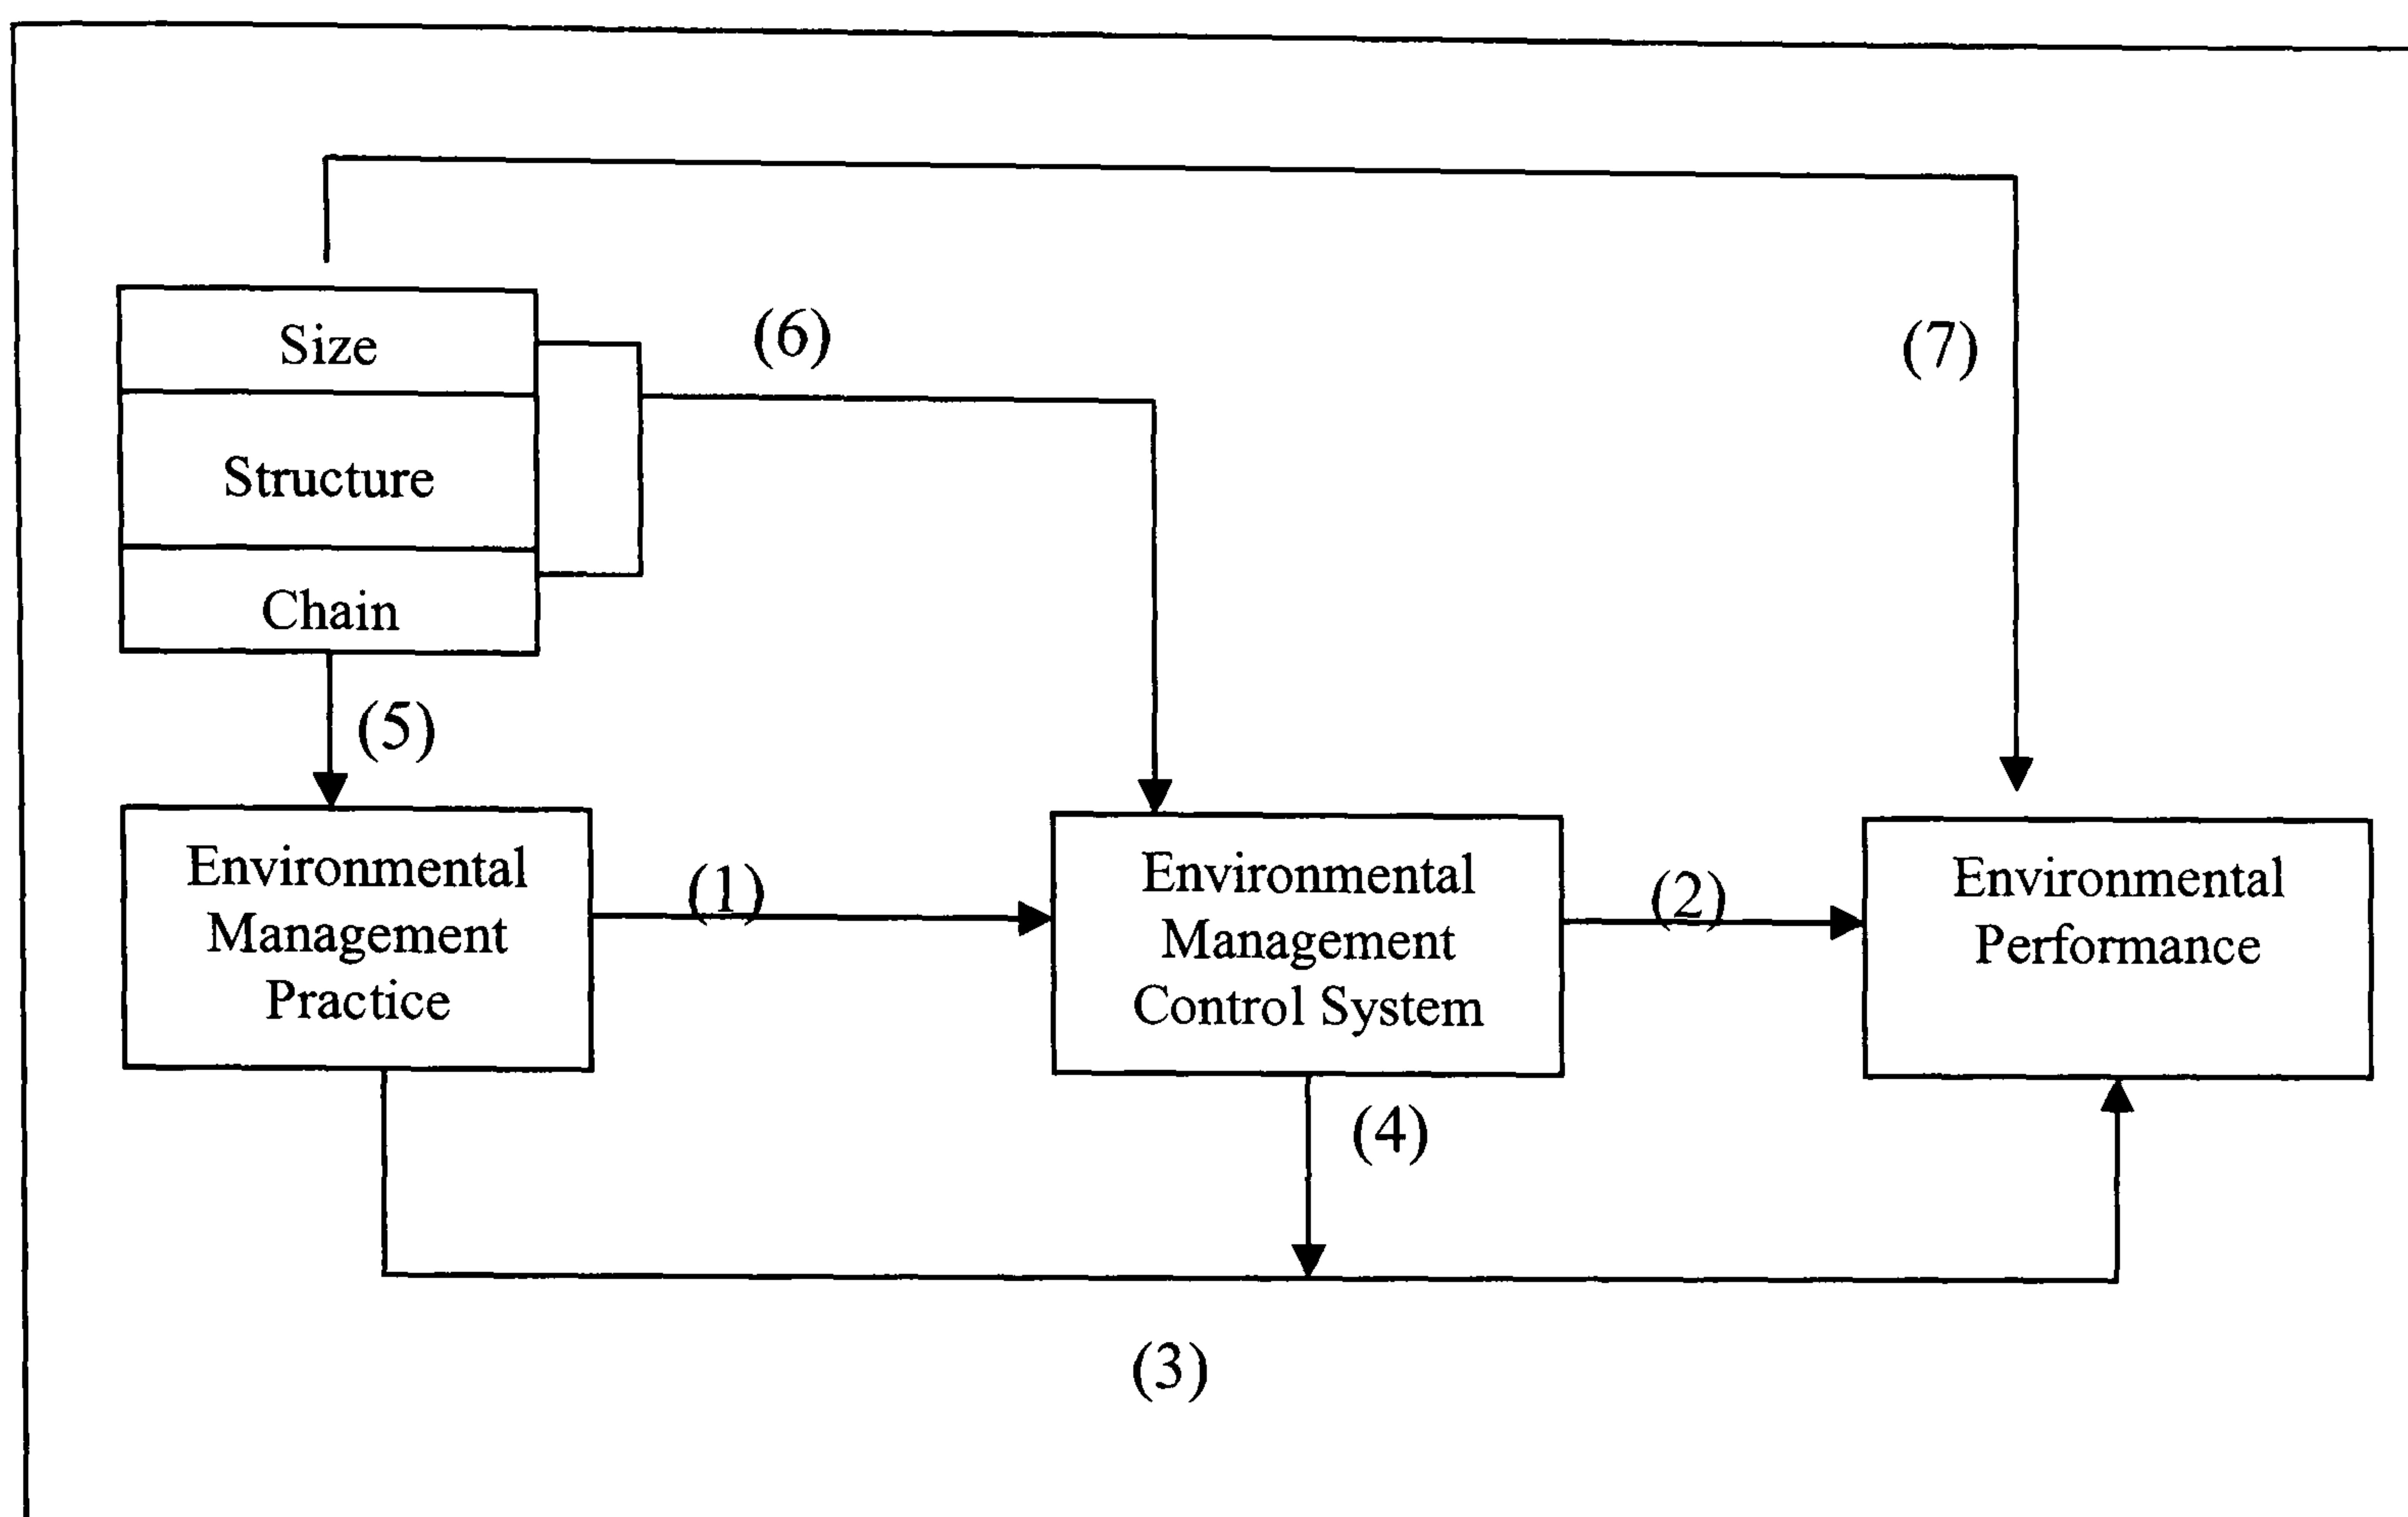 (6)
(7)
Size
Structure
Chain
(5)
Environmental
Management
Practice
(1)
Environmental
Management
Control System
(2)
Environmental
Performance
(4)
(3)